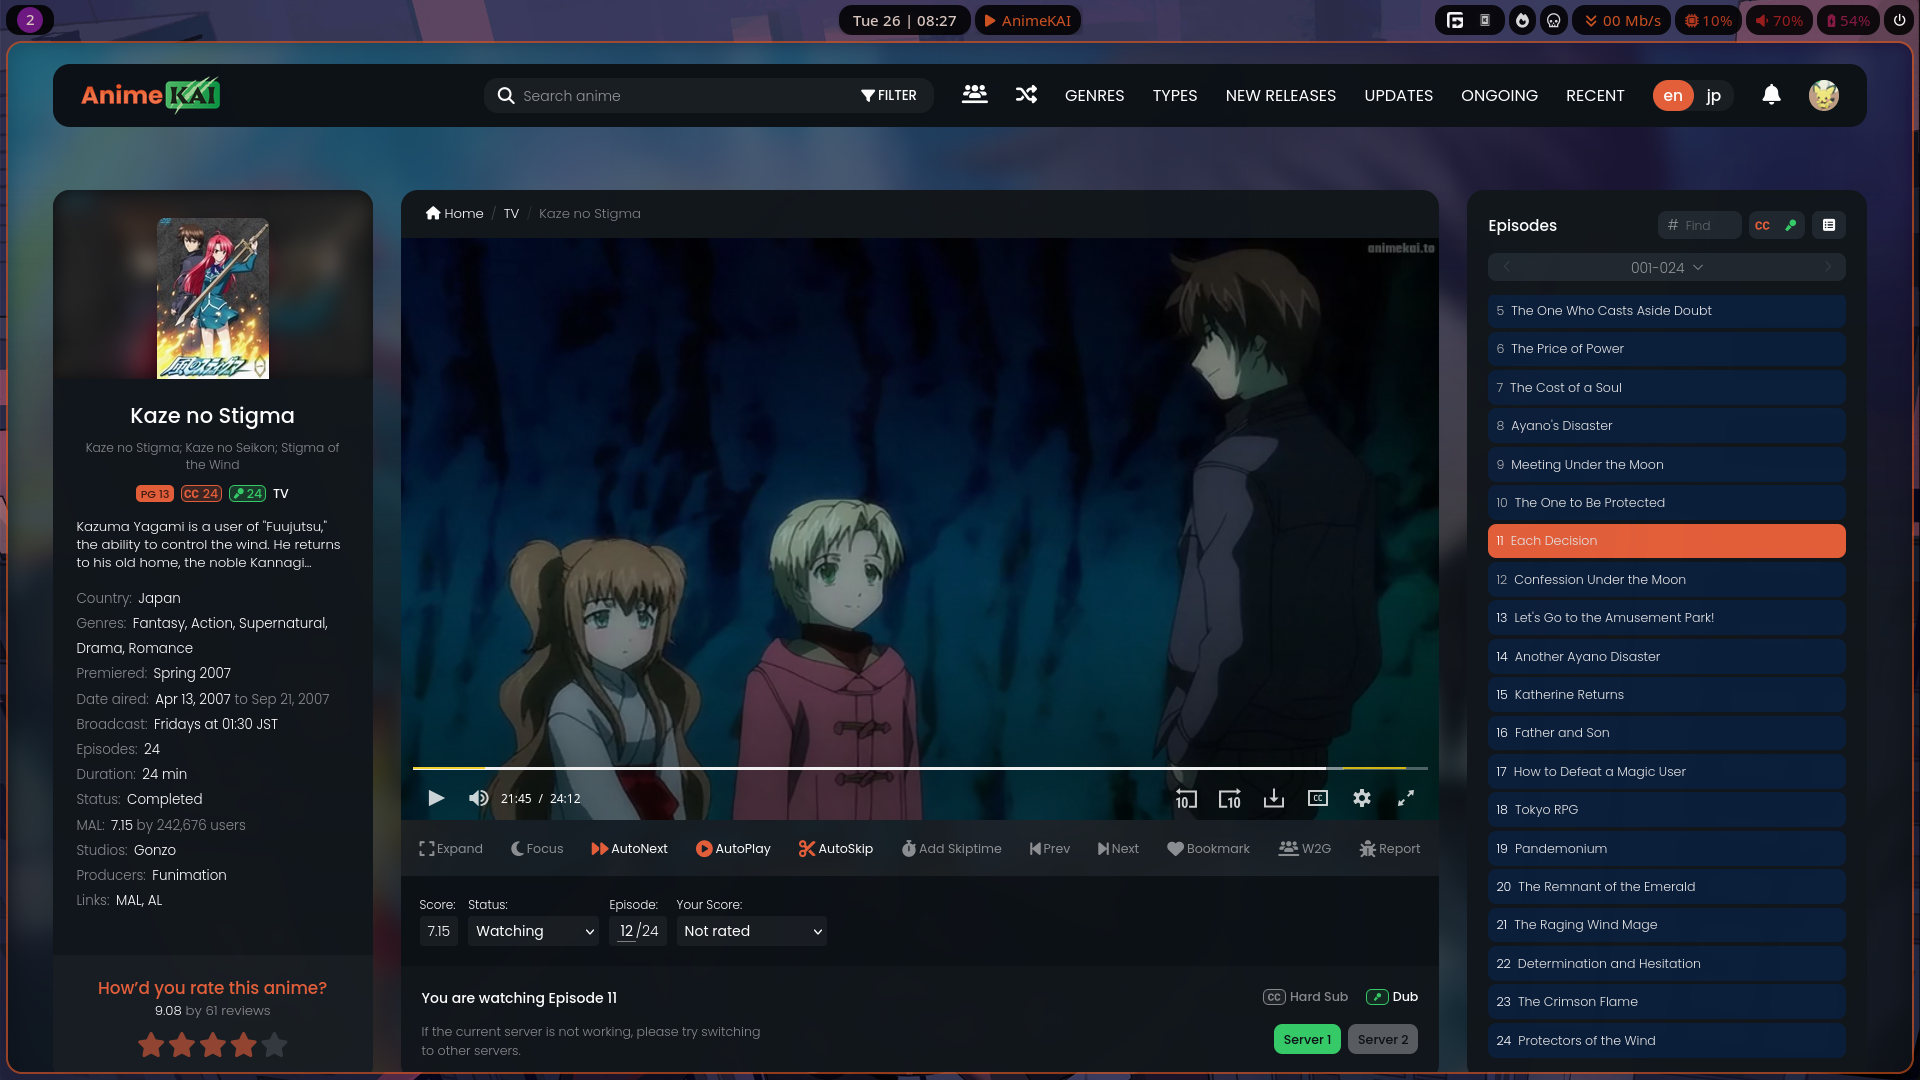 2
Tue 26 | 08:27
AnimeKAI
00 Mb/s
10%
70%
54%
AnimeKAI
Search anime
FILTER
GENRES
TYPES
NEW RELEASES
UPDATES
ONGOING
RECENT
en
jp
Kaze no Stigma
Kaze no Stigma; Kaze no Seikon; Stigma of
the Wind
PG 13
CC 24
24
TV
Kazuma Yagami is a user of "Fuujutsu,"
the ability to control the wind. He returns
to his old home, the noble Kannagi...
Country: Japan
Genres: Fantasy, Action, Supernatural,
Drama, Romance
Premiered: Spring 2007
Date aired: Apr 13, 2007 to Sep 21, 2007
Broadcast: Fridays at 01:30 JST
Episodes: 24
Duration: 24 min
Status: Completed
MAL: 7.15 by 242,676 users
Studios: Gonzo
Producers: Funimation
Links: MAL, AL
How'd you rate this anime?
9.08 by 61 reviews
Home / TV / Kaze no Stigma
animekai.to
21:45 / 24:12
10
10
CC
Expand
Focus
AutoNext
AutoPlay
AutoSkip
Add Skiptime
Prev
Next
Bookmark
W2G
Report
Score:
Status:
Episode:
Your Score:
7.15
Watching
12/24
Not rated
You are watching Episode 11
If the current server is not working, please try switching
to other servers.
CC Hard Sub
Dub
Server 1
Server 2
Episodes
# Find
CC
001-024
5 The One Who Casts Aside Doubt
6 The Price of Power
7 The Cost of a Soul
8 Ayano's Disaster
9 Meeting Under the Moon
10 The One to Be Protected
11 Each Decision
12 Confession Under the Moon
13 Let's Go to the Amusement Park!
14 Another Ayano Disaster
15 Katherine Returns
16 Father and Son
17 How to Defeat a Magic User
18 Tokyo RPG
19 Pandemonium
20 The Remnant of the Emerald
21 The Raging Wind Mage
22 Determination and Hesitation
23 The Crimson Flame
24 Protectors of the Wind